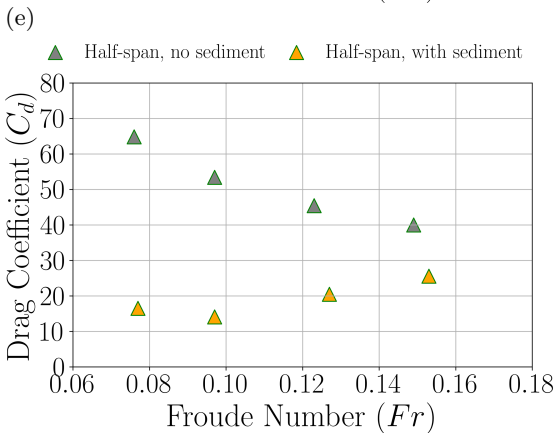 (e)
Half-span, no sediment Half-span, with sediment
Drag Coefficient (C_d)
80
70
60
50
40
30
20
10
0
0.06 0.08 0.10 0.12 0.14 0.16 0.18
Froude Number (Fr)